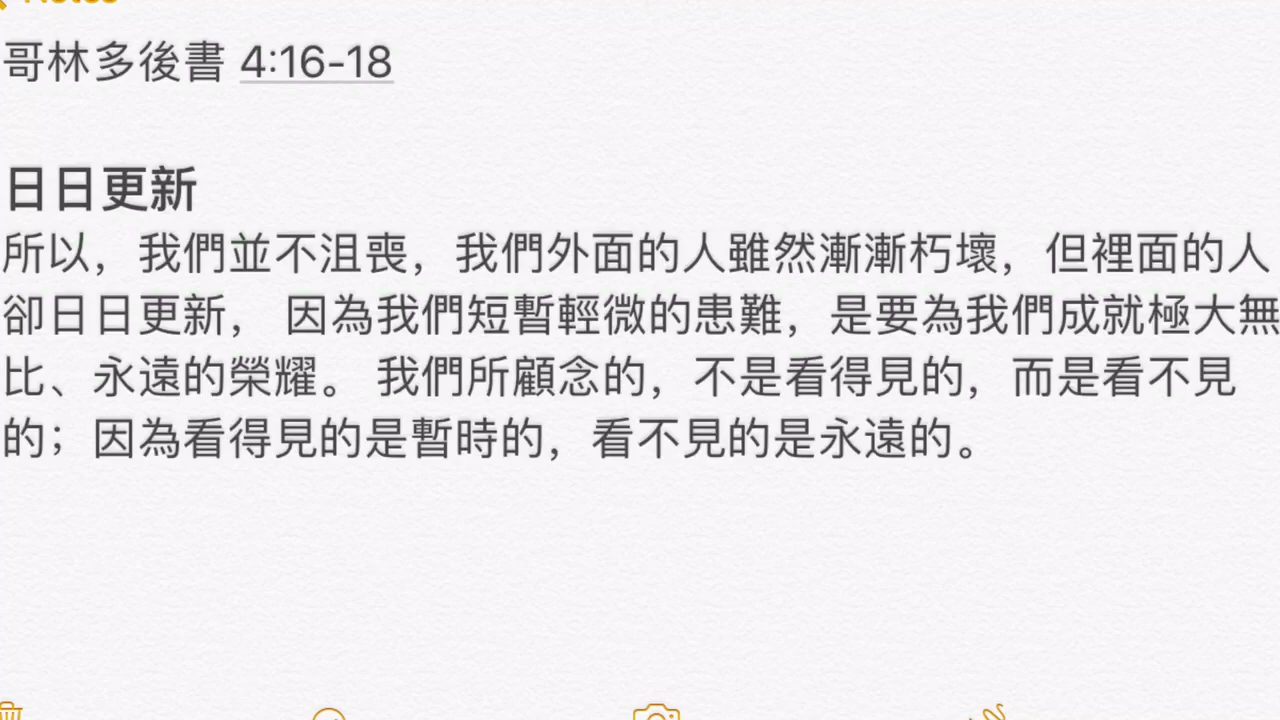 Notes
哥林多後書 4:16-18
日日更新
所以，我們並不沮喪，我們外面的人雖然漸漸朽壞，但裡面的人
卻日日更新， 因為我們短暫輕微的患難，是要為我們成就極大無
比、永遠的榮耀。 我們所顧念的，不是看得見的，而是看不見
的；因為看得見的是暫時的，看不見的是永遠的。